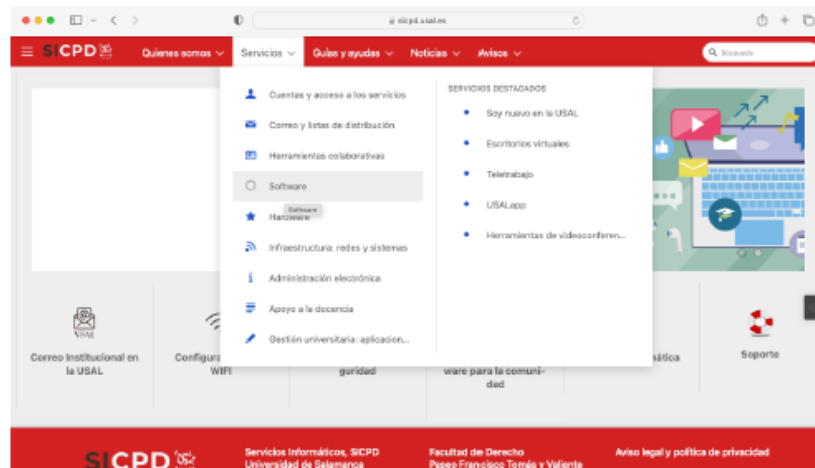 sicpd.usal.es
SICPD
Quienes somos
Servicios
Guías y ayudas
Noticias
Avisos
Búsqueda
Cuentas y acceso a los servicios
Correo y listas de distribución
Herramientas colaborativas
Software
Software
Hardware
Infraestructura: redes y sistemas
Administración electrónica
Apoyo a la docencia
Gestión universitaria: aplicacion...
SERVICIOS DESTACADOS
Soy nuevo en la USAL
Escritorios virtuales
Teletrabajo
USALapp
Herramientas de videoconferen...
Correo Institucional en
la USAL
Configura
WIFI
guridad
ware para la comuni-
dad
mática
Soporte
SICPD
Servicios Informáticos, SICPD
Universidad de Salamanca
Facultad de Derecho
Paseo Francisco Tomás y Valiente
Aviso legal y política de privacidad